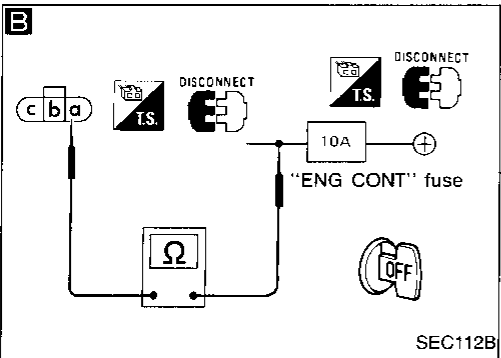 B
DISCONNECT
DISCONNECT
T.S.
T.S.
c b a
10A
"ENG CONT" fuse
Ω
OFF
SEC112B